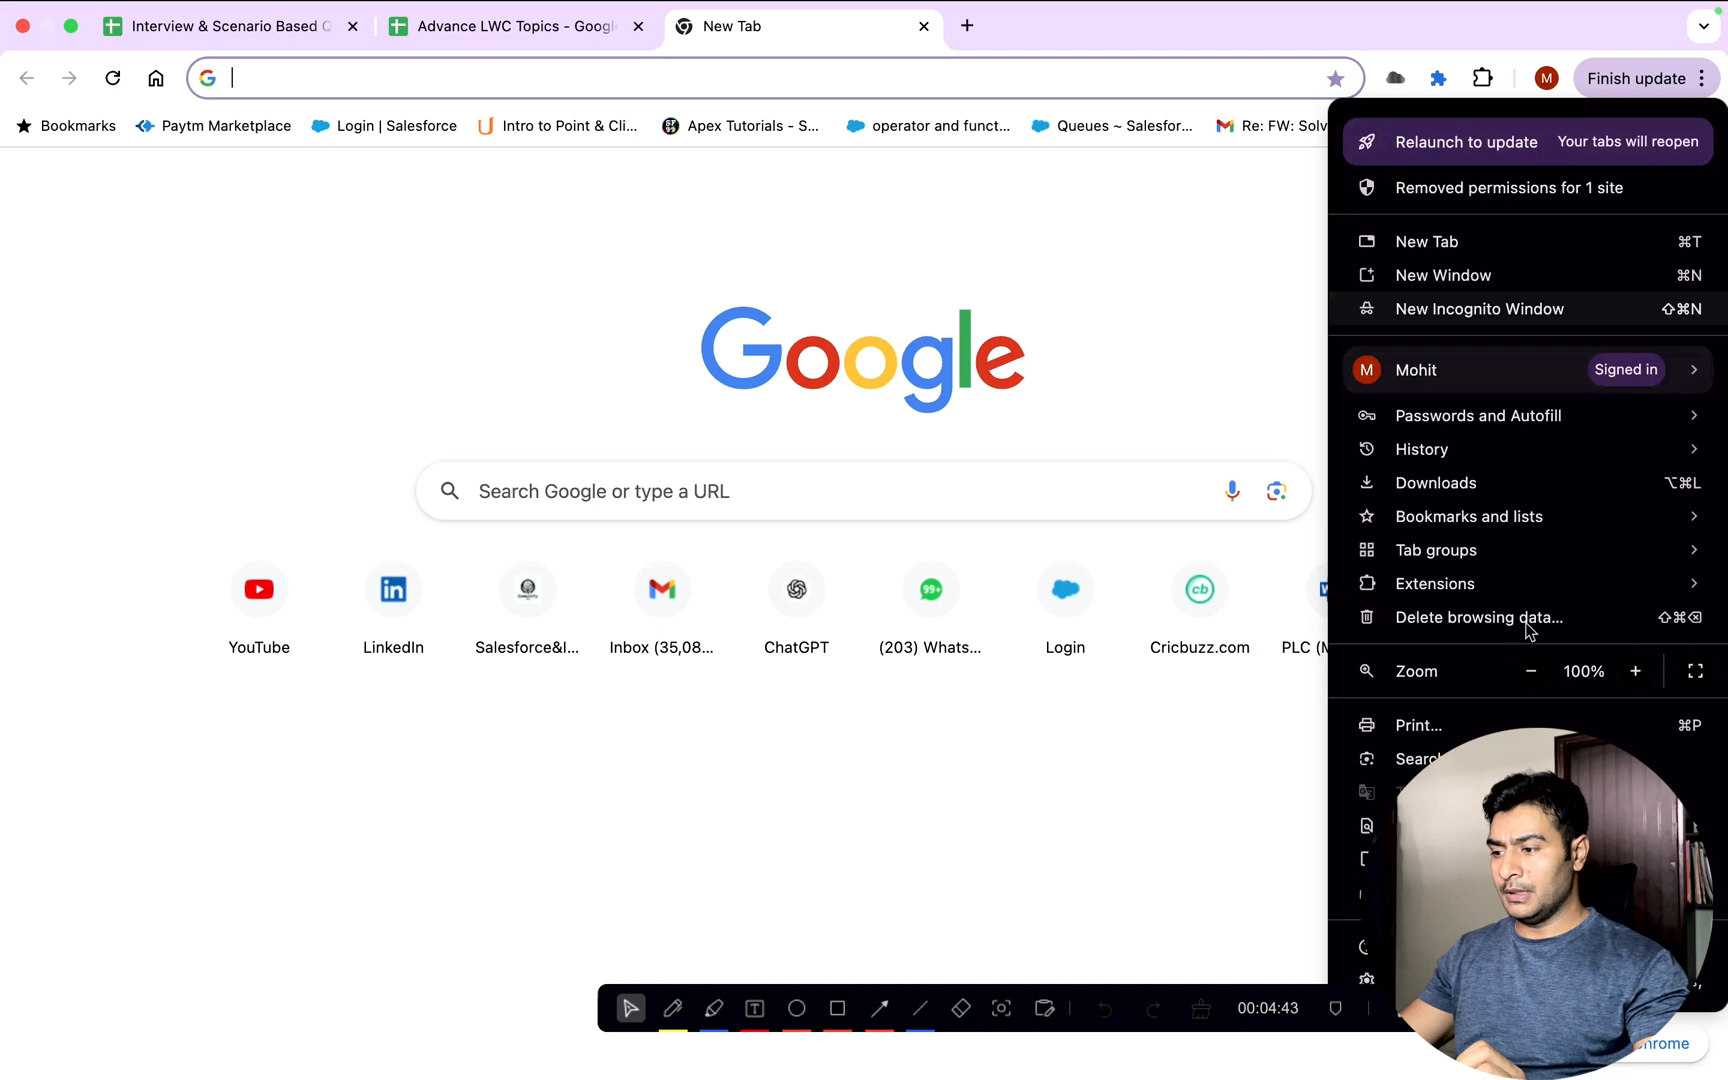 Interview & Scenario Based Q
Advance LWC Topics - Googl
New Tab
M
Finish update
Bookmarks
Paytm Marketplace
Login | Salesforce
Intro to Point & Cli...
Apex Tutorials - S...
operator and funct...
Queues ~ Salesfor...
Re: FW: Solv
Relaunch to update
Your tabs will reopen
Removed permissions for 1 site
New Tab ⌘T
New Window ⌘N
New Incognito Window ⇧⌘N
M Mohit Signed in
Passwords and Autofill
History
Downloads ⌥⌘L
Bookmarks and lists
Tab groups
Extensions
Delete browsing data... ⇧⌘⌫
Zoom − 100% +
Print... ⌘P
Searc
Google
Search Google or type a URL
YouTube
LinkedIn
Salesforce&I...
Inbox (35,08...
ChatGPT
99+
(203) Whats...
Login
cb
Cricbuzz.com
PLC (M
T
00:04:43
hrome